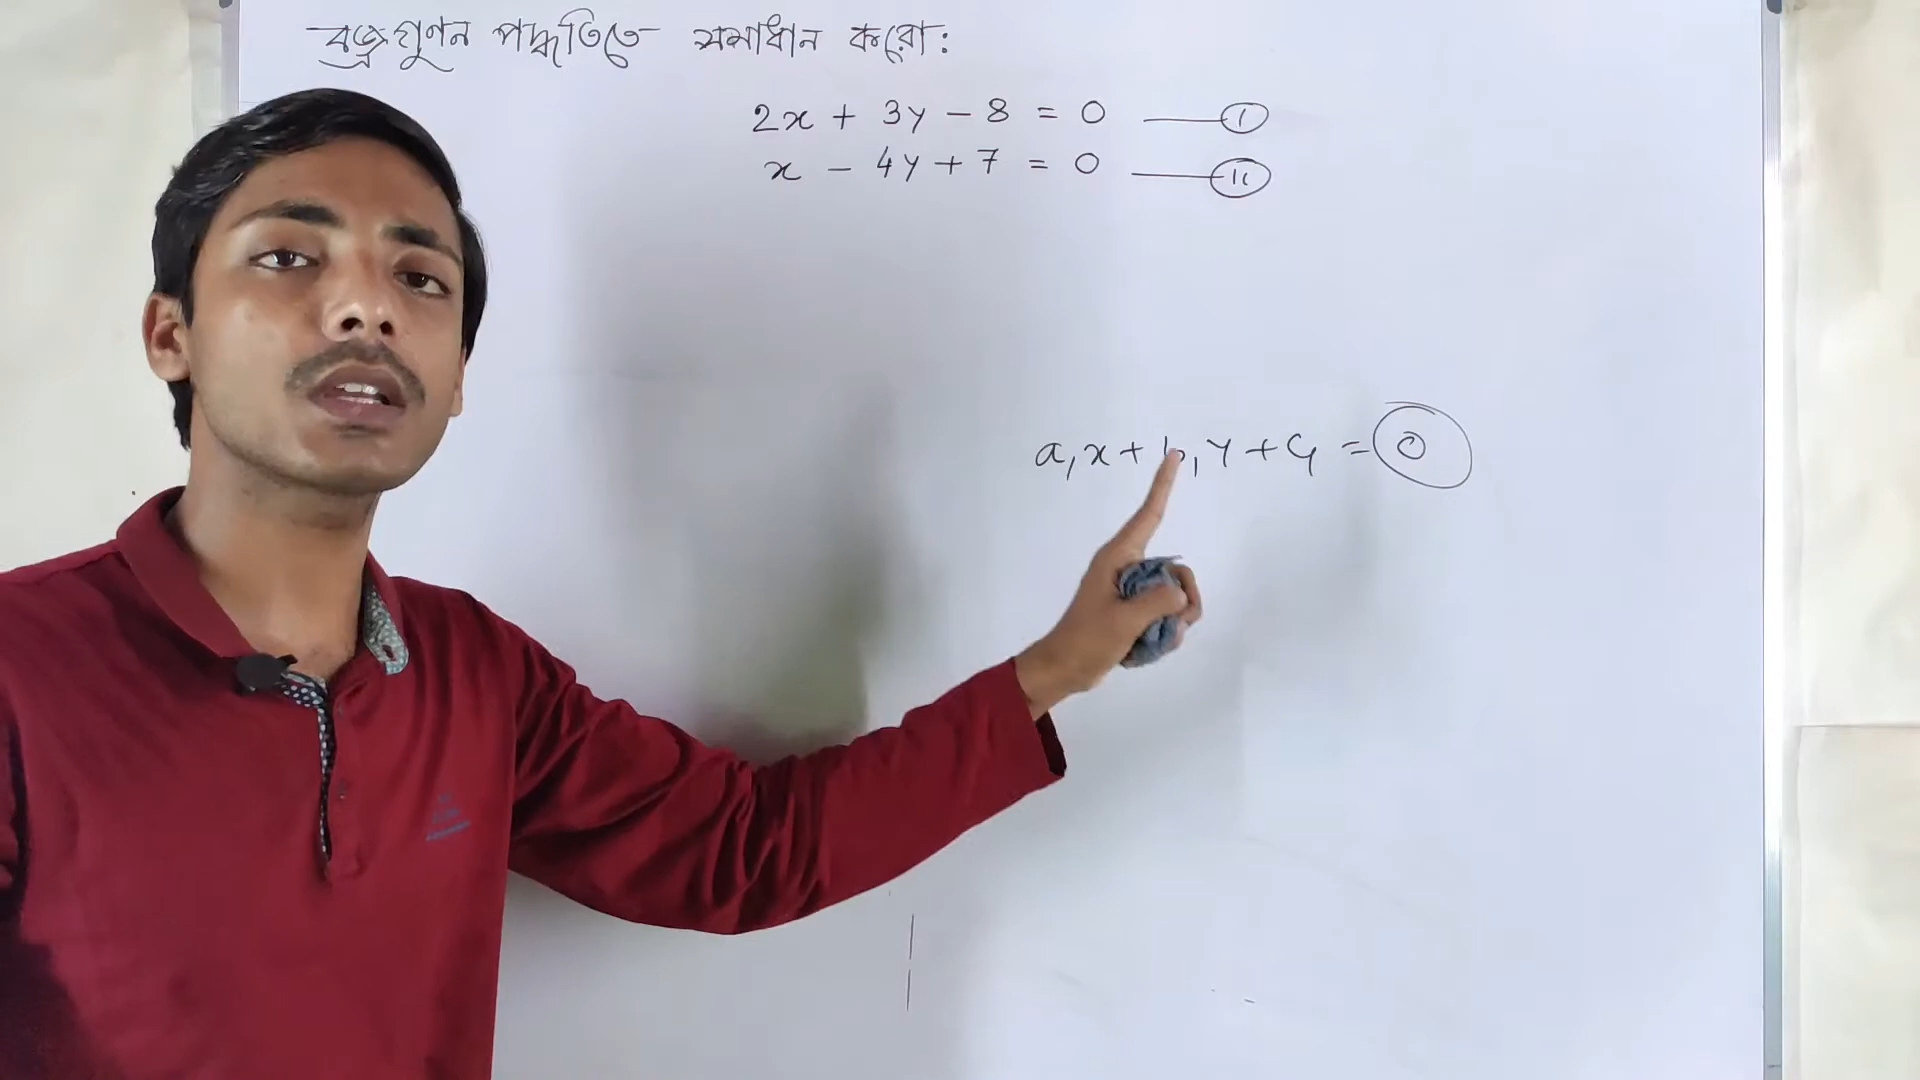 বজ্রগুণন পদ্ধতিতে সমাধান করো:
2x + 3y - 8 = 0 —— I
x - 4y + 7 = 0 —— II
a₁x + b₁y + c₁ = 0